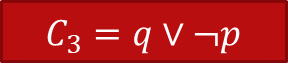 C₃ = q ∨ ¬p